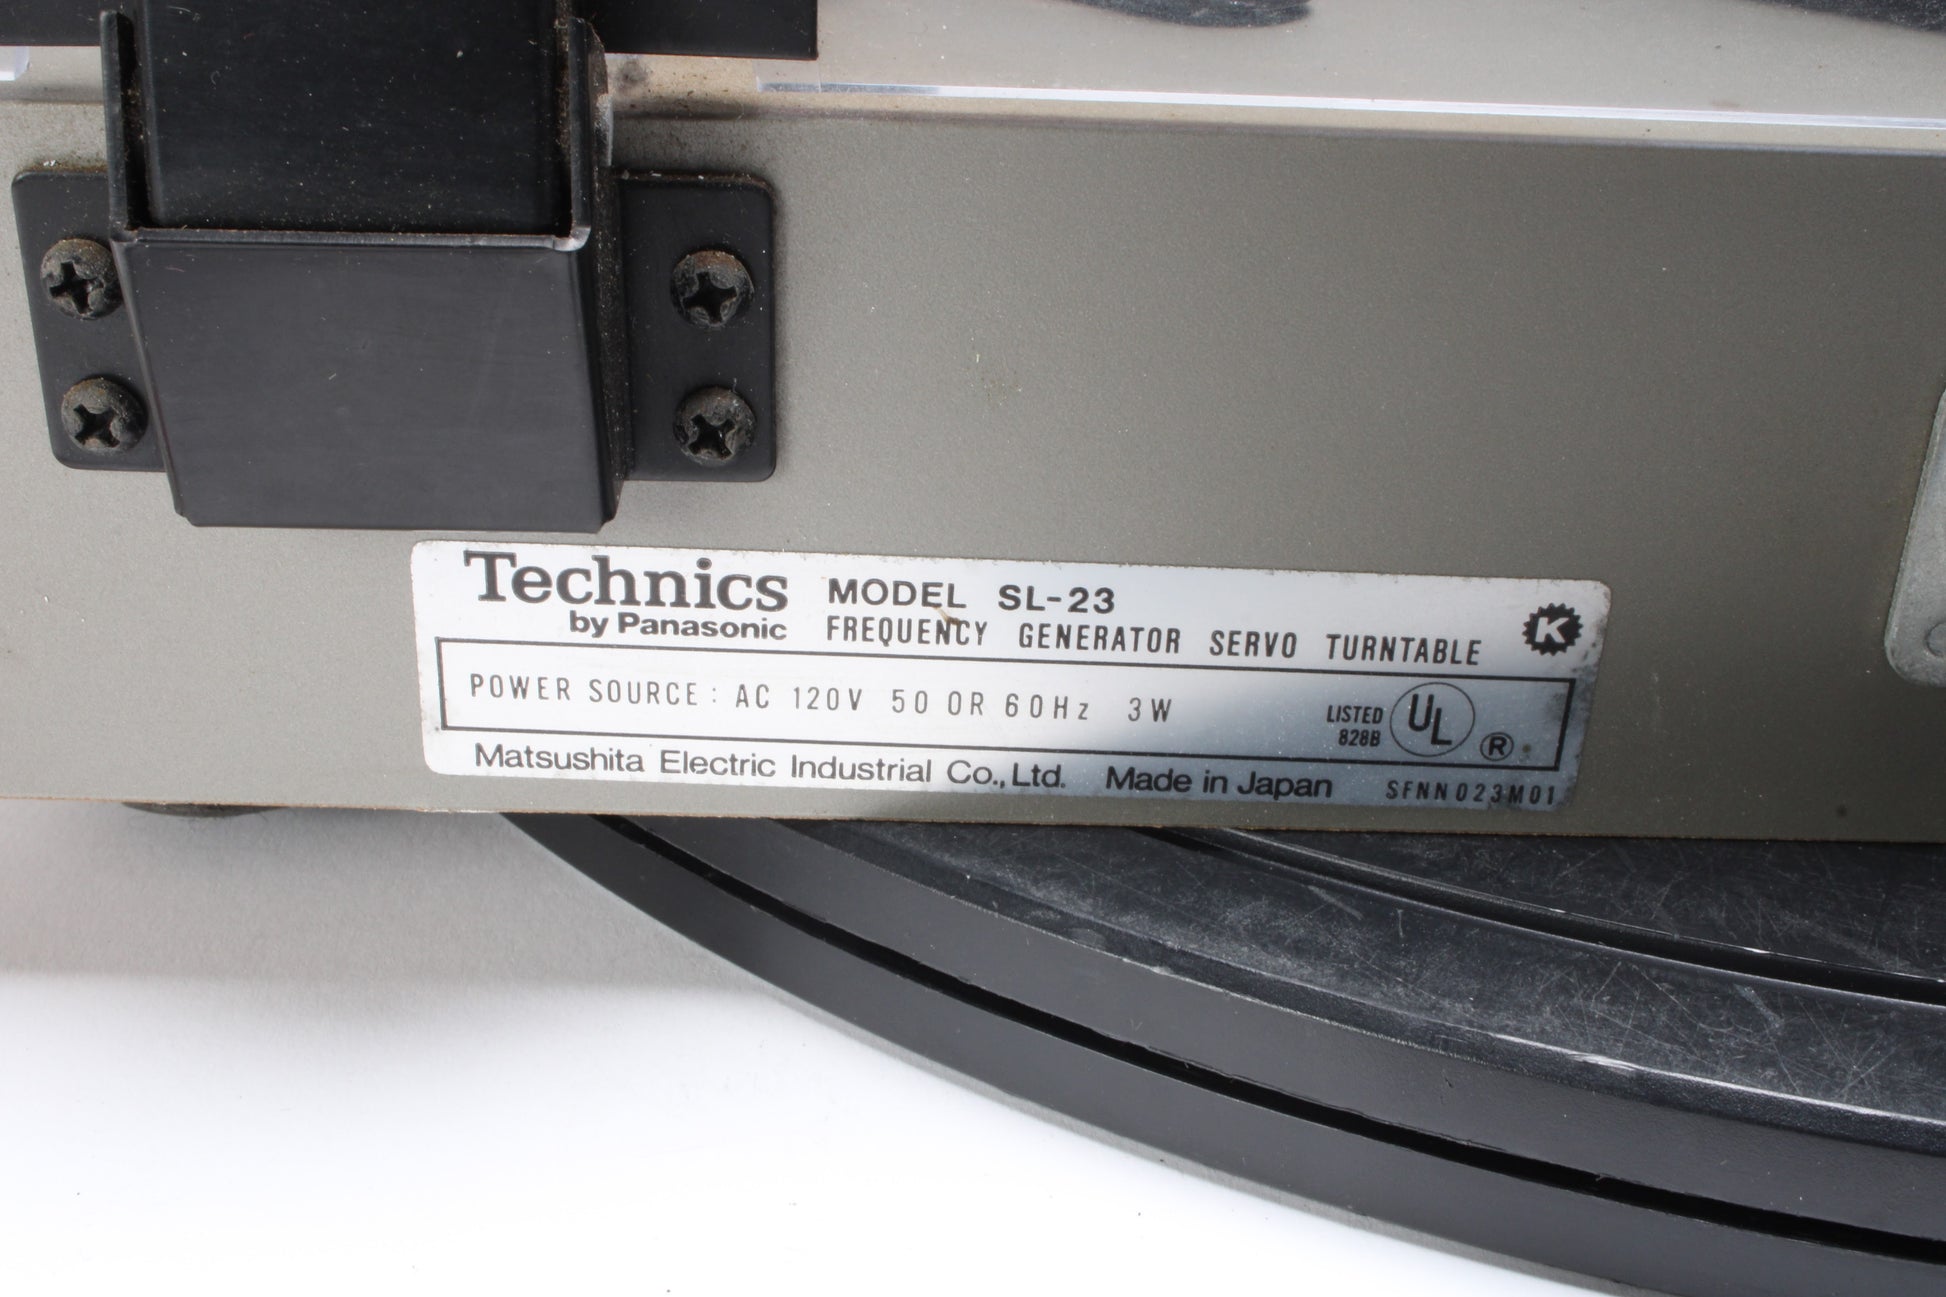 Technics MODEL SL-23
by Panasonic FREQUENCY GENERATOR SERVO TURNTABLE K
POWER SOURCE: AC 120V 50 OR 60Hz 3W
LISTED UL
828B ®
Matsushita Electric Industrial Co., Ltd. Made in Japan SFNN023M01